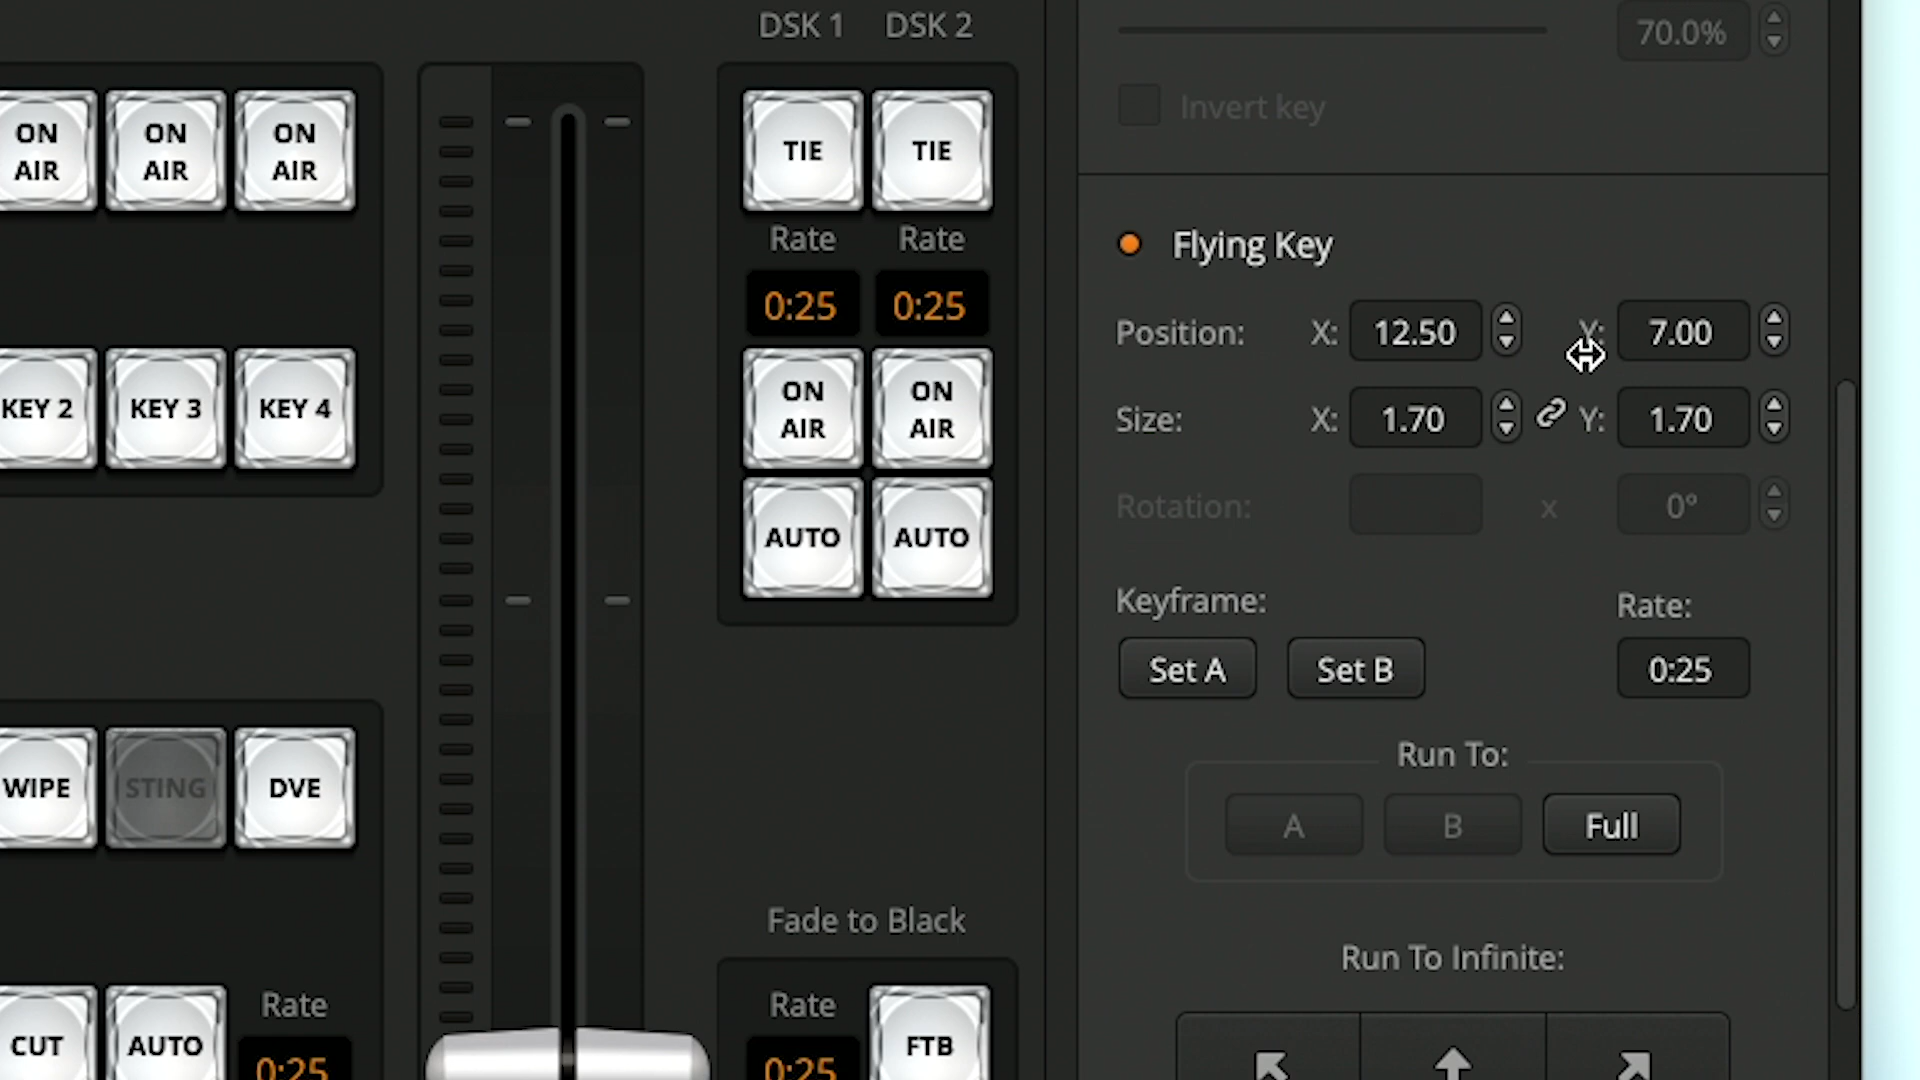 DSK 1 DSK 2
70.0%
Invert key
ON AIR
ON AIR
ON AIR
TIE TIE
Rate Rate
0:25 0:25
Flying Key
Position: X: 12.50 Y: 7.00
KEY 2 KEY 3 KEY 4
ON AIR
ON AIR
Size: X: 1.70 Y: 1.70
Rotation: x 0°
AUTO AUTO
Keyframe: Rate:
Set A Set B 0:25
Run To:
WIPE STING DVE
A B Full
Fade to Black
Run To Infinite:
Rate Rate
CUT AUTO 0:25 0:25 FTB